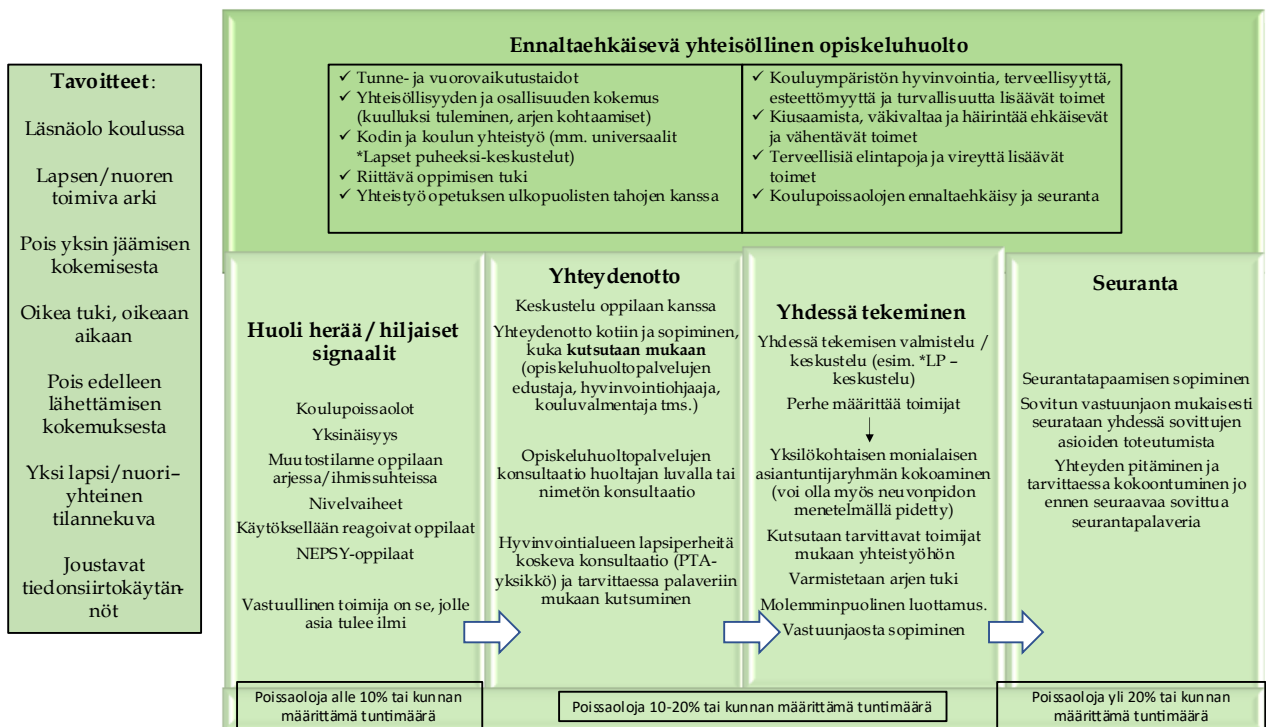 Tavoitteet:
Läsnäolo koulussa
Lapsen/nuoren
toimiva arki
Pois yksin jäämisen
kokemisesta
Oikea tuki, oikeaan
aikaan
Pois edelleen
lähettämisen
kokemuksesta
Yksi lapsi/nuori–
yhteinen
tilannekuva
Joustavat
tiedonsiirtokäytän-
nöt
Ennaltaehkäisevä yhteisöllinen opiskeluhuolto
✓ Tunne- ja vuorovaikutustaidot
✓ Yhteisöllisyyden ja osallisuuden kokemus
(kuulluksi tuleminen, arjen kohtaamiset)
✓ Kodin ja koulun yhteistyö (mm. universaalit
*Lapset puheeksi-keskustelut)
✓ Riittävä oppimisen tuki
✓ Yhteistyö opetuksen ulkopuolisten tahojen kanssa
✓ Kouluympäristön hyvinvointia, terveellisyyttä,
esteettömyyttä ja turvallisuutta lisäävät toimet
✓ Kiusaamista, väkivaltaa ja häirintää ehkäisevät
ja vähentävät toimet
✓ Terveellisiä elintapoja ja vireyttä lisäävät
toimet
✓ Koulupoissaolojen ennaltaehkäisy ja seuranta
Huoli herää / hiljaiset
signaalit
Koulupoissaolot
Yksinäisyys
Muutostilanne oppilaan
arjessa/ihmissuhteissa
Nivelvaiheet
Käytöksellään reagoivat oppilaat
NEPSY-oppilaat
Vastuullinen toimija on se, jolle
asia tulee ilmi
Yhteydenotto
Keskustelu oppilaan kanssa
Yhteydenotto kotiin ja sopiminen,
kuka kutsutaan mukaan
(opiskeluhuoltopalvelujen
edustaja, hyvinvointiohjaaja,
kouluvalmentaja tms.)
Opiskeluhuoltopalvelujen
konsultaatio huoltajan luvalla tai
nimetön konsultaatio
Hyvinvointialueen lapsiperheitä
koskeva konsultaatio (PTA-
yksikkö) ja tarvittaessa palaveriin
mukaan kutsuminen
Yhdessä tekeminen
Yhdessä tekemisen valmistelu /
keskustelu (esim. *LP –
keskustelu)
Perhe määrittää toimijat
Yksilökohtaisen monialaisen
asiantuntijaryhmän kokoaminen
(voi olla myös neuvonpidon
menetelmällä pidetty)
Kutsutaan tarvittavat toimijat
mukaan yhteistyöhön
Varmistetaan arjen tuki
Molemminpuolinen luottamus.
Vastuunjaosta sopiminen
Seuranta
Seurantatapaamisen sopiminen
Sovitun vastuunjaon mukaisesti
seurataan yhdessä sovittujen
asioiden toteutumista
Yhteyden pitäminen ja
tarvittaessa kokoontuminen jo
ennen seuraavaa sovittua
seurantapalaveria
Poissaoloja alle 10% tai kunnan
määrittämä tuntimäärä
Poissaoloja 10-20% tai kunnan määrittämä tuntimäärä
Poissaoloja yli 20% tai kunnan
määrittämä tuntimäärä